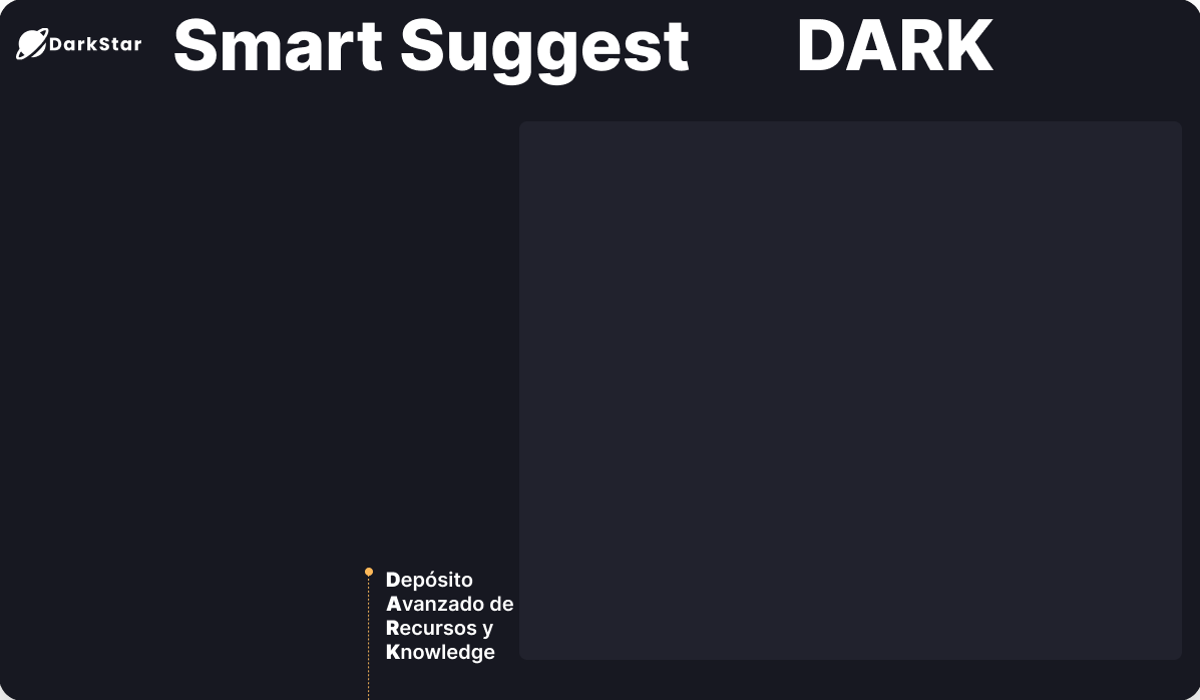 DarkStar
Smart Suggest DARK
Depósito
Avanzado de
Recursos y
Knowledge